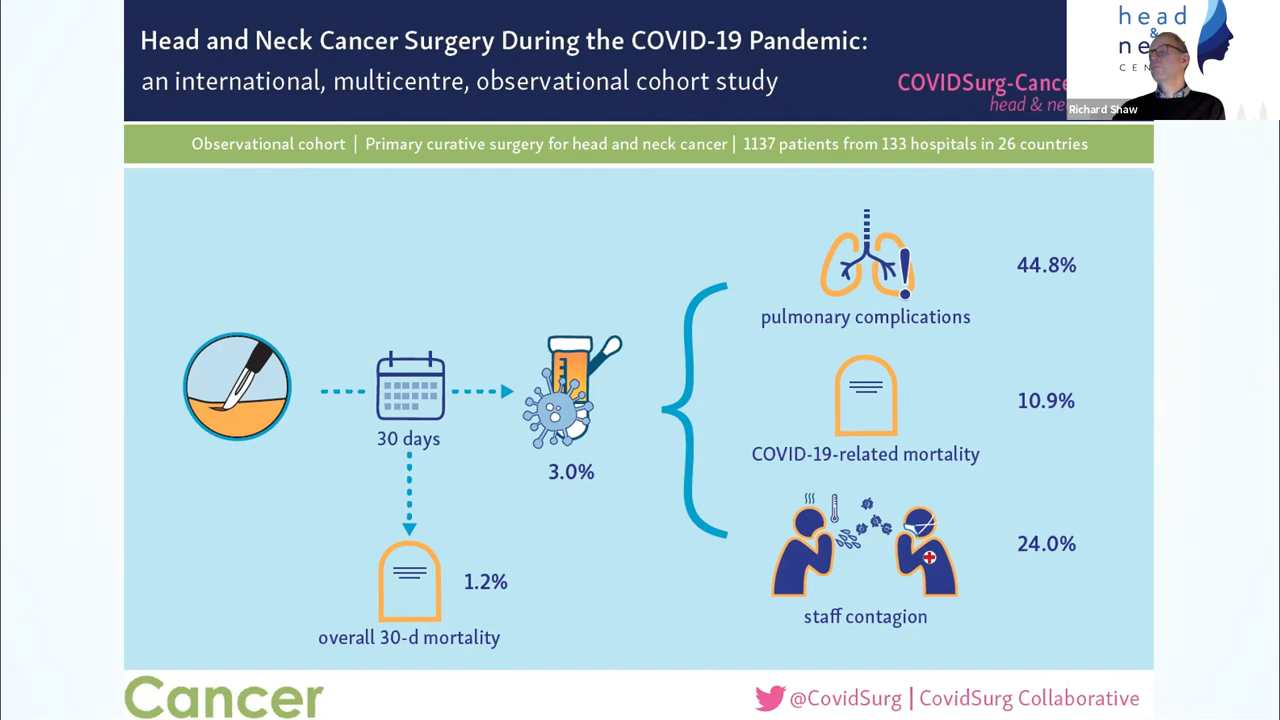 Head and Neck Cancer Surgery During the COVID-19 Pandemic:
an international, multicentre, observational cohort study
COVIDSurg-Cance
head & ne
head
&
ne
CEN
Richard Shaw
Observational cohort | Primary curative surgery for head and neck cancer | 1137 patients from 133 hospitals in 26 countries
44.8%
pulmonary complications
10.9%
COVID-19-related mortality
30 days
3.0%
24.0%
1.2%
staff contagion
overall 30-d mortality
Cancer
@CovidSurg | CovidSurg Collaborative